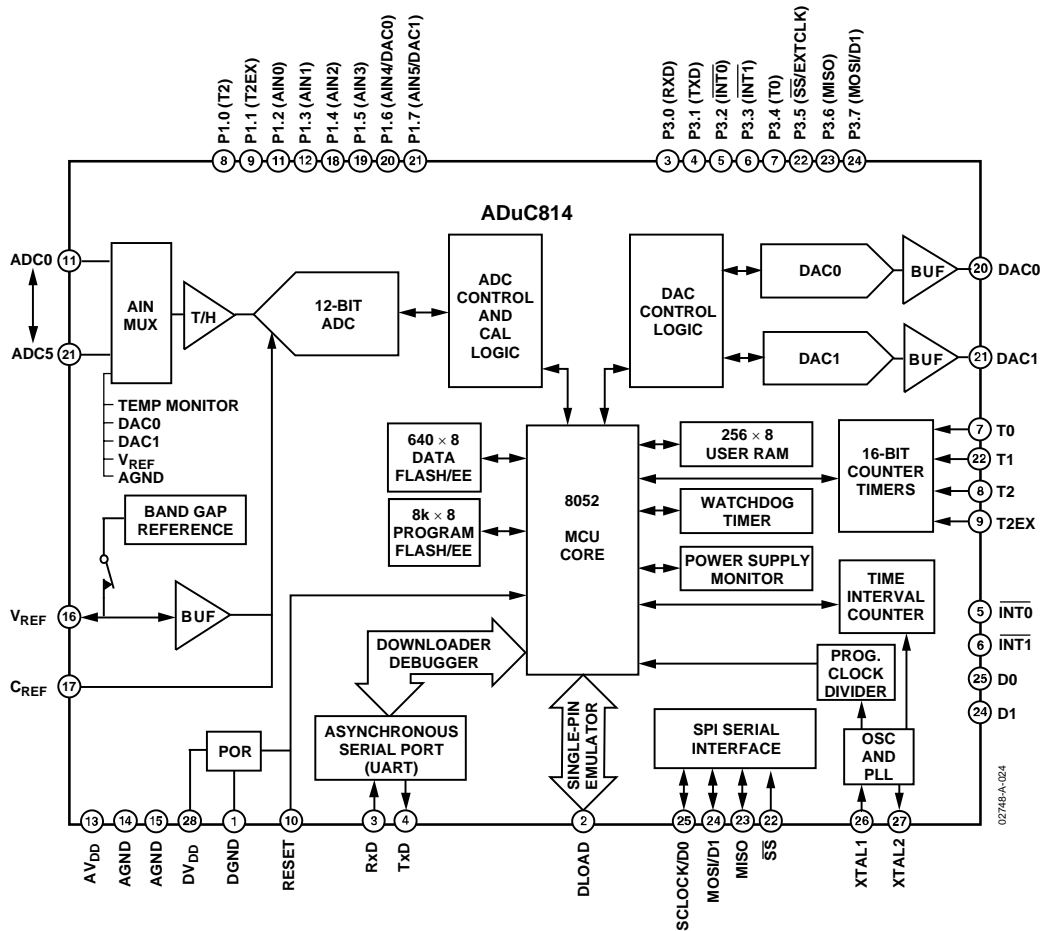 P1.0 (T2)
P1.1 (T2EX)
P1.2 (AIN0)
P1.3 (AIN1)
P1.4 (AIN2)
P1.5 (AIN3)
P1.6 (AIN4/DAC0)
P1.7 (AIN5/DAC1)
8
9
11
12
18
19
20
21
P3.0 (RXD)
P3.1 (TXD)
P3.2 (INT0)
P3.3 (INT1)
P3.4 (T0)
P3.5 (SS/EXTCLK)
P3.6 (MISO)
P3.7 (MOSI/D1)
3
4
5
6
7
22
23
24
ADuC814
ADC0
11
ADC5
21
AIN
MUX
T/H
12-BIT
ADC
ADC
CONTROL
AND
CAL
LOGIC
DAC
CONTROL
LOGIC
DAC0
BUF
20
DAC0
DAC1
BUF
21
DAC1
TEMP MONITOR
DAC0
DAC1
VREF
AGND
BAND GAP
REFERENCE
640 × 8
DATA
FLASH/EE
8k × 8
PROGRAM
FLASH/EE
8052
MCU
CORE
256 × 8
USER RAM
WATCHDOG
TIMER
POWER SUPPLY
MONITOR
16-BIT
COUNTER
TIMERS
7
T0
22
T1
8
T2
9
T2EX
TIME
INTERVAL
COUNTER
5
INT0
6
INT1
25
D0
24
D1
VREF
16
BUF
CREF
17
DOWNLOADER
DEBUGGER
PROG.
CLOCK
DIVIDER
POR
ASYNCHRONOUS
SERIAL PORT
(UART)
SINGLE-PIN
EMULATOR
SPI SERIAL
INTERFACE
OSC
AND
PLL
13
14
15
28
1
10
3
4
2
25
24
23
22
26
27
AVDD
AGND
AGND
DVDD
DGND
RESET
RxD
TxD
DLOAD
SCLOCK/D0
MOSI/D1
MISO
SS
XTAL1
XTAL2
02748-A-024